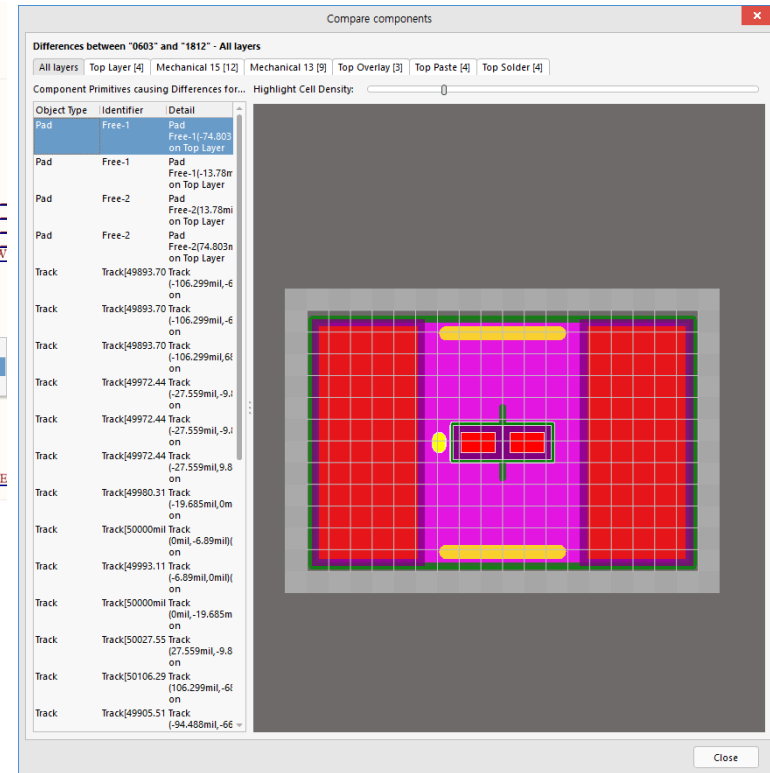 Compare components
Differences between "0603" and "1812" - All layers
All layers Top Layer [4] Mechanical 15 [12] Mechanical 13 [9] Top Overlay [3] Top Paste [4] Top Solder [4]
Component Primitives causing Differences for... Highlight Cell Density:
Object Type Identifier Detail
Pad Free-1 Pad
Free-1(-74.803
on Top Layer
Pad Free-1 Pad
Free-1(-13.78m
on Top Layer
Pad Free-2 Pad
Free-2(13.78mi
on Top Layer
Pad Free-2 Pad
Free-2(74.803m
on Top Layer
Track Track[49893.70 Track
(-106.299mil,-6
on
Track Track[49893.70 Track
(-106.299mil,-6
on
Track Track[49893.70 Track
(-106.299mil,68
on
Track Track[49972.44 Track
(-27.559mil,-9.8
on
Track Track[49972.44 Track
(-27.559mil,-9.8
on
Track Track[49972.44 Track
(-27.559mil,9.8
on
Track Track[49980.31 Track
(-19.685mil,0m
on
Track Track[50000mil Track
(0mil,-6.89mil)(
on
Track Track[49993.11 Track
(-6.89mil,0mil)(
on
Track Track[50000mil Track
(0mil,-19.685m
on
Track Track[50027.55 Track
(27.559mil,-9.8
on
Track Track[50106.29 Track
(106.299mil,-68
on
Track Track[49905.51 Track
(-94.488mil,-66
Close